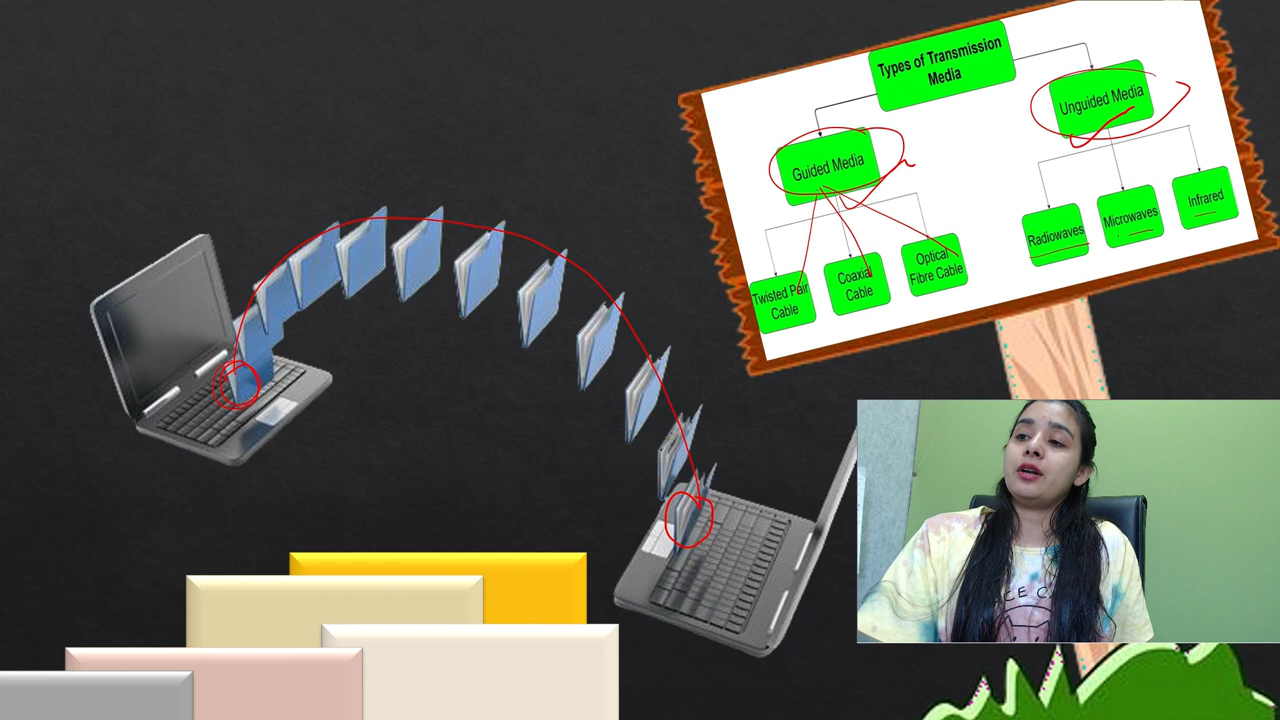 Types of Transmission
Media
Unguided Media
Guided Media
Infrared
Microwaves
Radiowaves
Optical
Fibre Cable
Coaxial
Cable
Twisted Pair
Cable